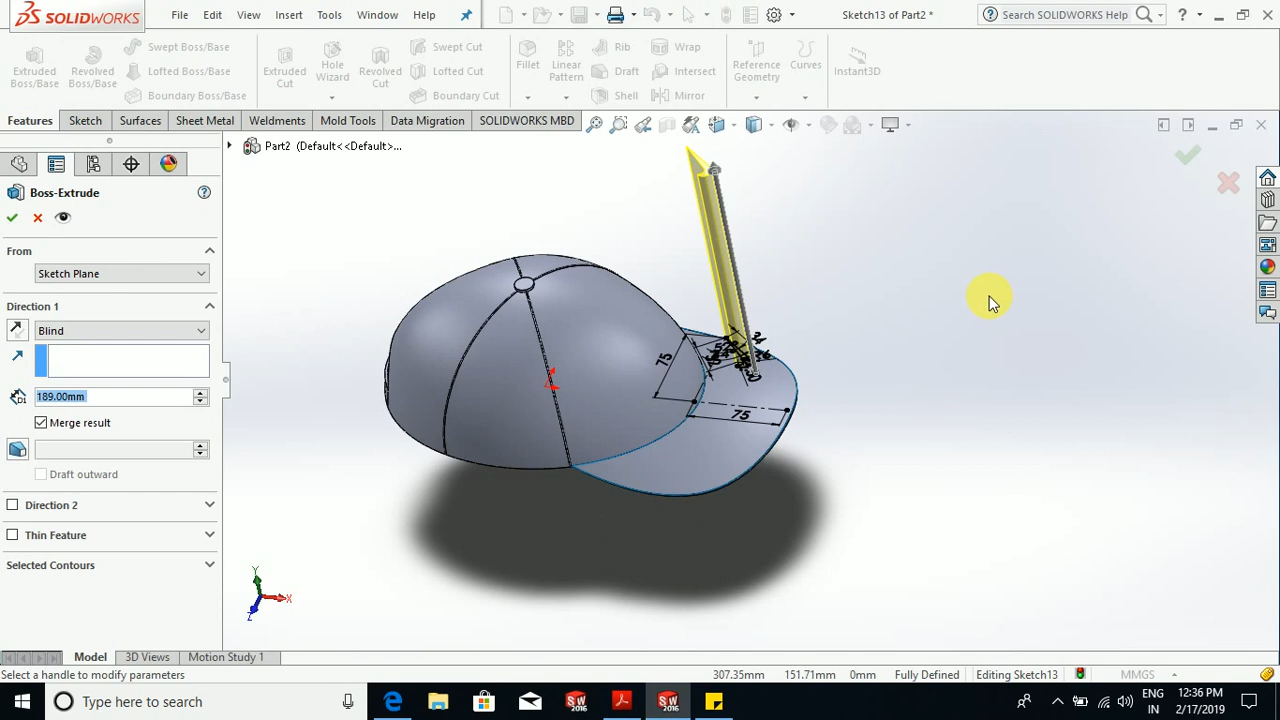 SOLIDWORKS File Edit View Insert Tools Window Help Sketch13 of Part2 * Search SOLIDWORKS Help
Extruded Boss/Base Revolved Boss/Base Swept Boss/Base Lofted Boss/Base Boundary Boss/Base Extruded Cut Hole Wizard Revolved Cut Swept Cut Lofted Cut Boundary Cut Fillet Linear Pattern Rib Draft Shell Wrap Intersect Mirror Reference Geometry Curves Instant3D
Features Sketch Surfaces Sheet Metal Weldments Mold Tools Data Migration SOLIDWORKS MBD
Part2 (Default<<Default>...
Boss-Extrude
From
Sketch Plane
Direction 1
Blind
189.00mm
Merge result
Draft outward
Direction 2
Thin Feature
Selected Contours
75
75
Y
X
Z
Model 3D Views Motion Study 1
Select a handle to modify parameters 307.35mm 151.71mm 0mm Fully Defined Editing Sketch13 MMGS
Type here to search SW 2016 SW 2016 ENG IN 12:36 PM 2/17/2019